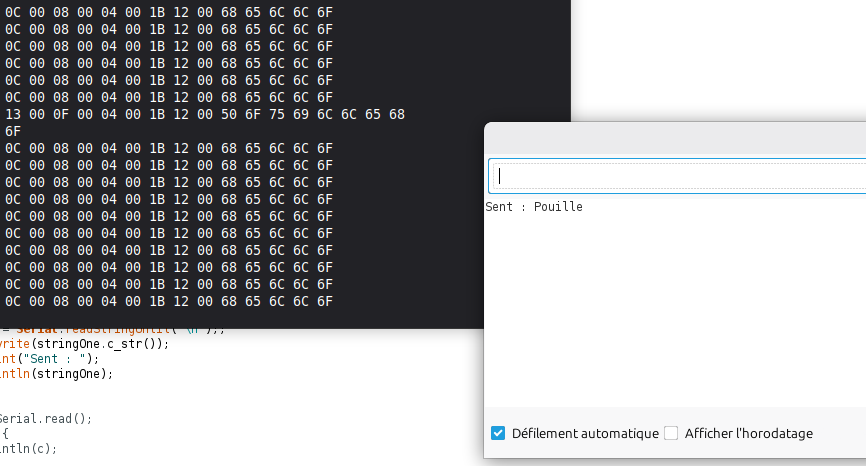 0C 00 08 00 04 00 1B 12 00 68 65 6C 6C 6F
0C 00 08 00 04 00 1B 12 00 68 65 6C 6C 6F
0C 00 08 00 04 00 1B 12 00 68 65 6C 6C 6F
0C 00 08 00 04 00 1B 12 00 68 65 6C 6C 6F
0C 00 08 00 04 00 1B 12 00 68 65 6C 6C 6F
0C 00 08 00 04 00 1B 12 00 68 65 6C 6C 6F
13 00 0F 00 04 00 1B 12 00 50 6F 75 69 6C 6C 65 68
6F
0C 00 08 00 04 00 1B 12 00 68 65 6C 6C 6F
0C 00 08 00 04 00 1B 12 00 68 65 6C 6C 6F
0C 00 08 00 04 00 1B 12 00 68 65 6C 6C 6F
0C 00 08 00 04 00 1B 12 00 68 65 6C 6C 6F
0C 00 08 00 04 00 1B 12 00 68 65 6C 6C 6F
0C 00 08 00 04 00 1B 12 00 68 65 6C 6C 6F
0C 00 08 00 04 00 1B 12 00 68 65 6C 6C 6F
0C 00 08 00 04 00 1B 12 00 68 65 6C 6C 6F
0C 00 08 00 04 00 1B 12 00 68 65 6C 6C 6F
0C 00 08 00 04 00 1B 12 00 68 65 6C 6C 6F
= Serial.readStringUntil('\n');
write(stringOne.c_str());
int("Sent : ");
intln(stringOne);
Serial.read();
{
intln(c);
Sent : Pouille
Défilement automatique
Afficher l'horodatage